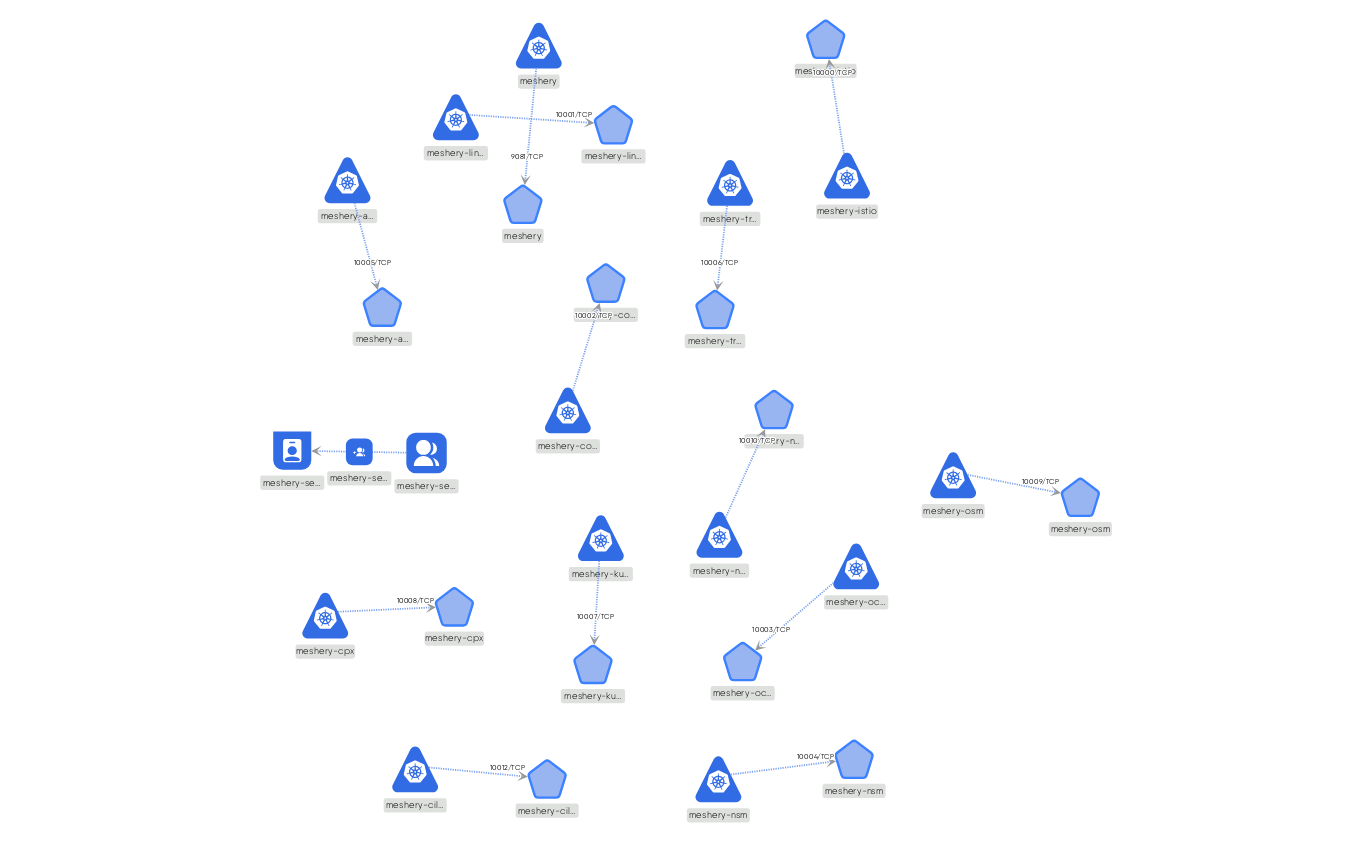 meshery
10000/TCP
10001/TCP
meshery-lin...
meshery-lin...
9081/TCP
meshery-a...
meshery-tr...
meshery-istio
meshery
10005/TCP
10006/TCP
10002/TCP
-co...
meshery-a...
meshery-tr...
10010/TCP
meshery-co...
meshery-se...
meshery-se...
meshery-se...
10009/TCP
meshery-osm
meshery-osm
meshery-ku...
meshery-n...
10008/TCP
meshery-oc...
10007/TCP
10003/TCP
meshery-cpx
meshery-cpx
meshery-ku...
meshery-oc...
10004/TCP
10012/TCP
meshery-nsm
meshery-cil...
meshery-cil...
meshery-nsm